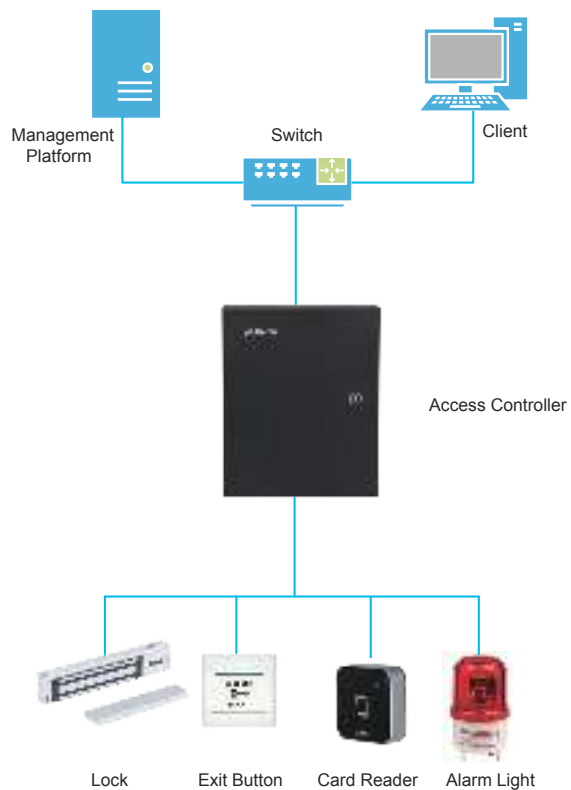 Management
Platform
Switch
Client
Access Controller
Lock
Exit Button
Card Reader
Alarm Light